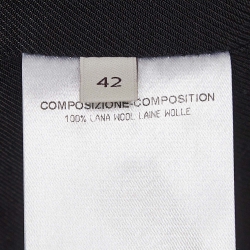 42
COMPOSIZIONE-COMPOSITION
100% LANA WOOL LAINE WOLLE